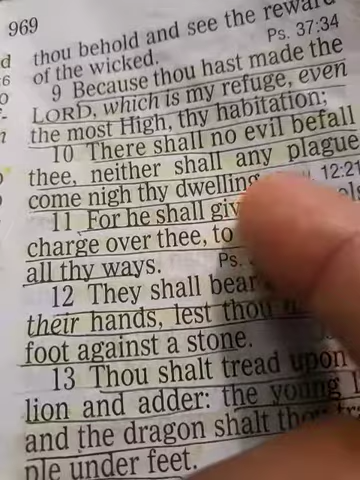 969
thou behold and see the reward
of the wicked. Ps. 37:34
9 Because thou hast made the
LORD, which is my refuge, even
the most High, thy habitation;
10 There shall no evil befall
thee, neither shall any plague
come nigh thy dwelling 12:21
11 For he shall giv
charge over thee, to
all thy ways. Ps.
12 They shall bear
their hands, lest thou
foot against a stone.
13 Thou shalt tread upon
lion and adder: the young
and the dragon shalt thou
ple under feet.